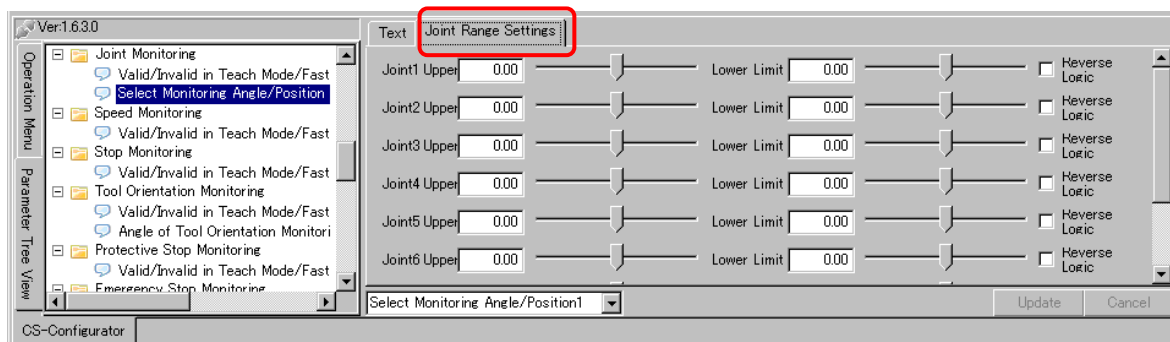 Ver:1.6.3.0
Operation Menu
Parameter Tree View
Joint Monitoring
Valid/Invalid in Teach Mode/Fast
Select Monitoring Angle/Position
Speed Monitoring
Valid/Invalid in Teach Mode/Fast
Stop Monitoring
Valid/Invalid in Teach Mode/Fast
Tool Orientation Monitoring
Valid/Invalid in Teach Mode/Fast
Angle of Tool Orientation Monitori
Protective Stop Monitoring
Valid/Invalid in Teach Mode/Fast
Emergency Stop Monitoring
Text Joint Range Settings
Joint1 Upper 0.00 Lower Limit 0.00 Reverse Logic
Joint2 Upper 0.00 Lower Limit 0.00 Reverse Logic
Joint3 Upper 0.00 Lower Limit 0.00 Reverse Logic
Joint4 Upper 0.00 Lower Limit 0.00 Reverse Logic
Joint5 Upper 0.00 Lower Limit 0.00 Reverse Logic
Joint6 Upper 0.00 Lower Limit 0.00 Reverse Logic
Select Monitoring Angle/Position1
Update Cancel
CS-Configurator